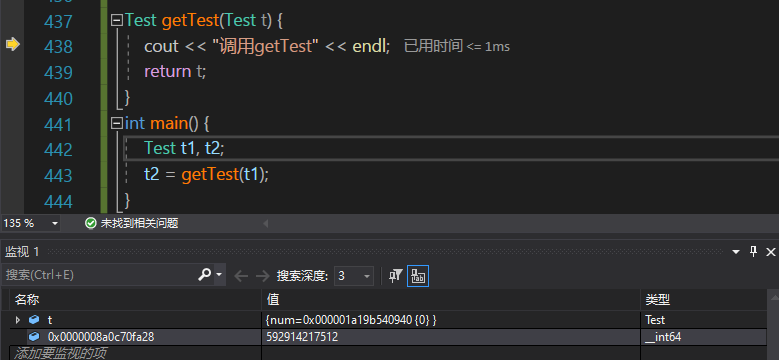 437 Test getTest(Test t) {
438 cout << "调用getTest" << endl; 已用时间 <= 1ms
439 return t;
440 }
441 int main() {
442 Test t1, t2;
443 t2 = getTest(t1);
444 }
135 % 未找到相关问题
监视 1
搜索(Ctrl+E) 搜索深度: 3
名称 值 类型
t {num=0x000001a19b540940 {0} } Test
0x0000008a0c70fa28 592914217512 __int64
添加要监视的项